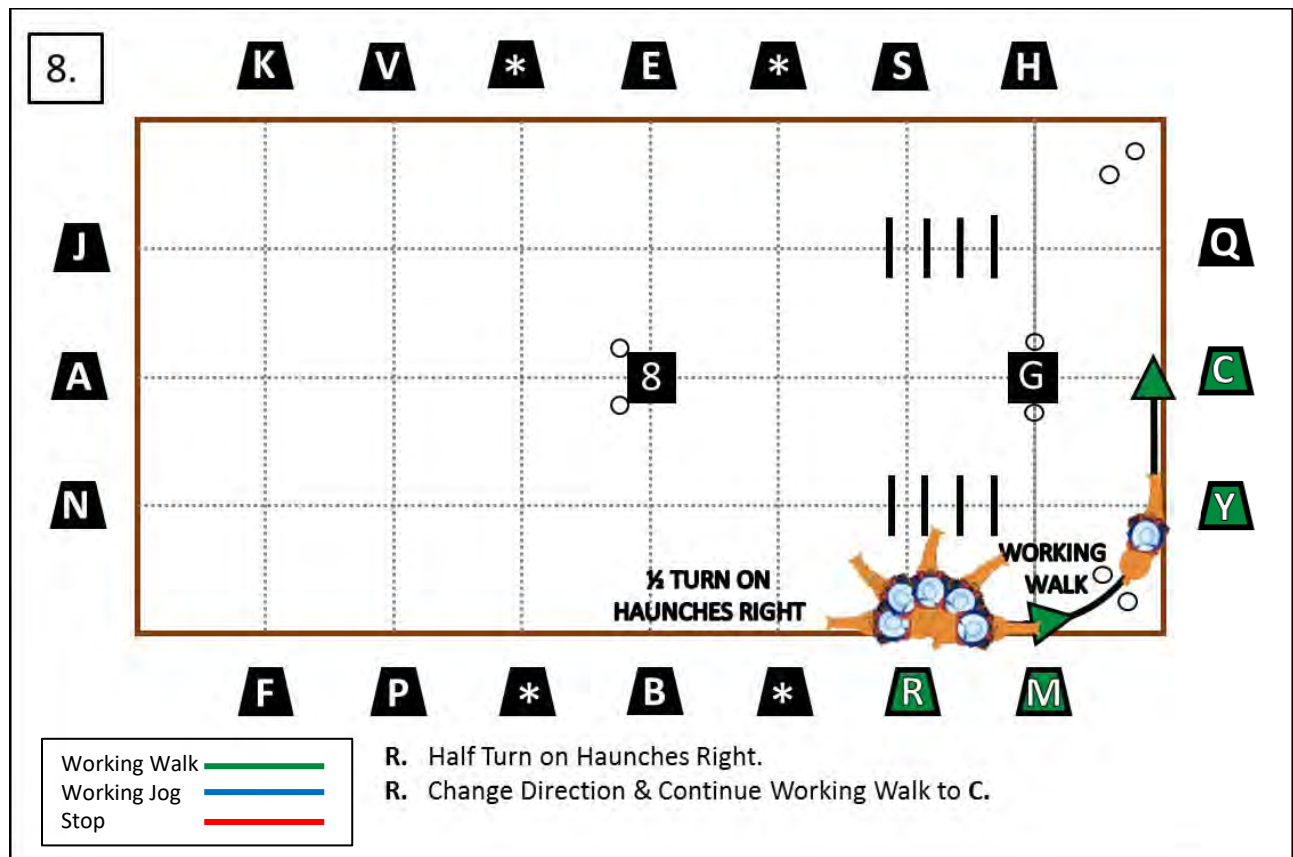 8.
K V * E * S H
J
Q
A
8
G
C
N
Y
WORKING
WALK
½ TURN ON
HAUNCHES RIGHT
F P * B * R M
Working Walk
Working Jog
Stop
R. Half Turn on Haunches Right.
R. Change Direction & Continue Working Walk to C.